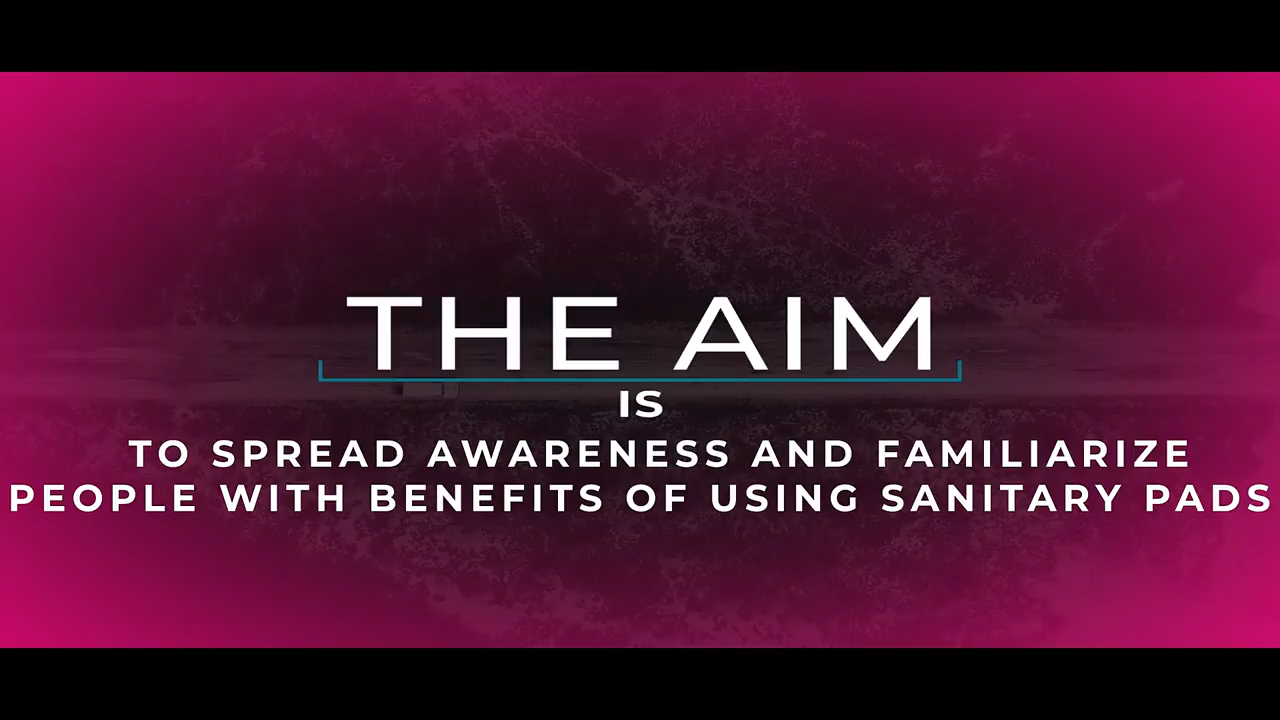 THE AIM
IS
TO SPREAD AWARENESS AND FAMILIARIZE
PEOPLE WITH BENEFITS OF USING SANITARY PADS